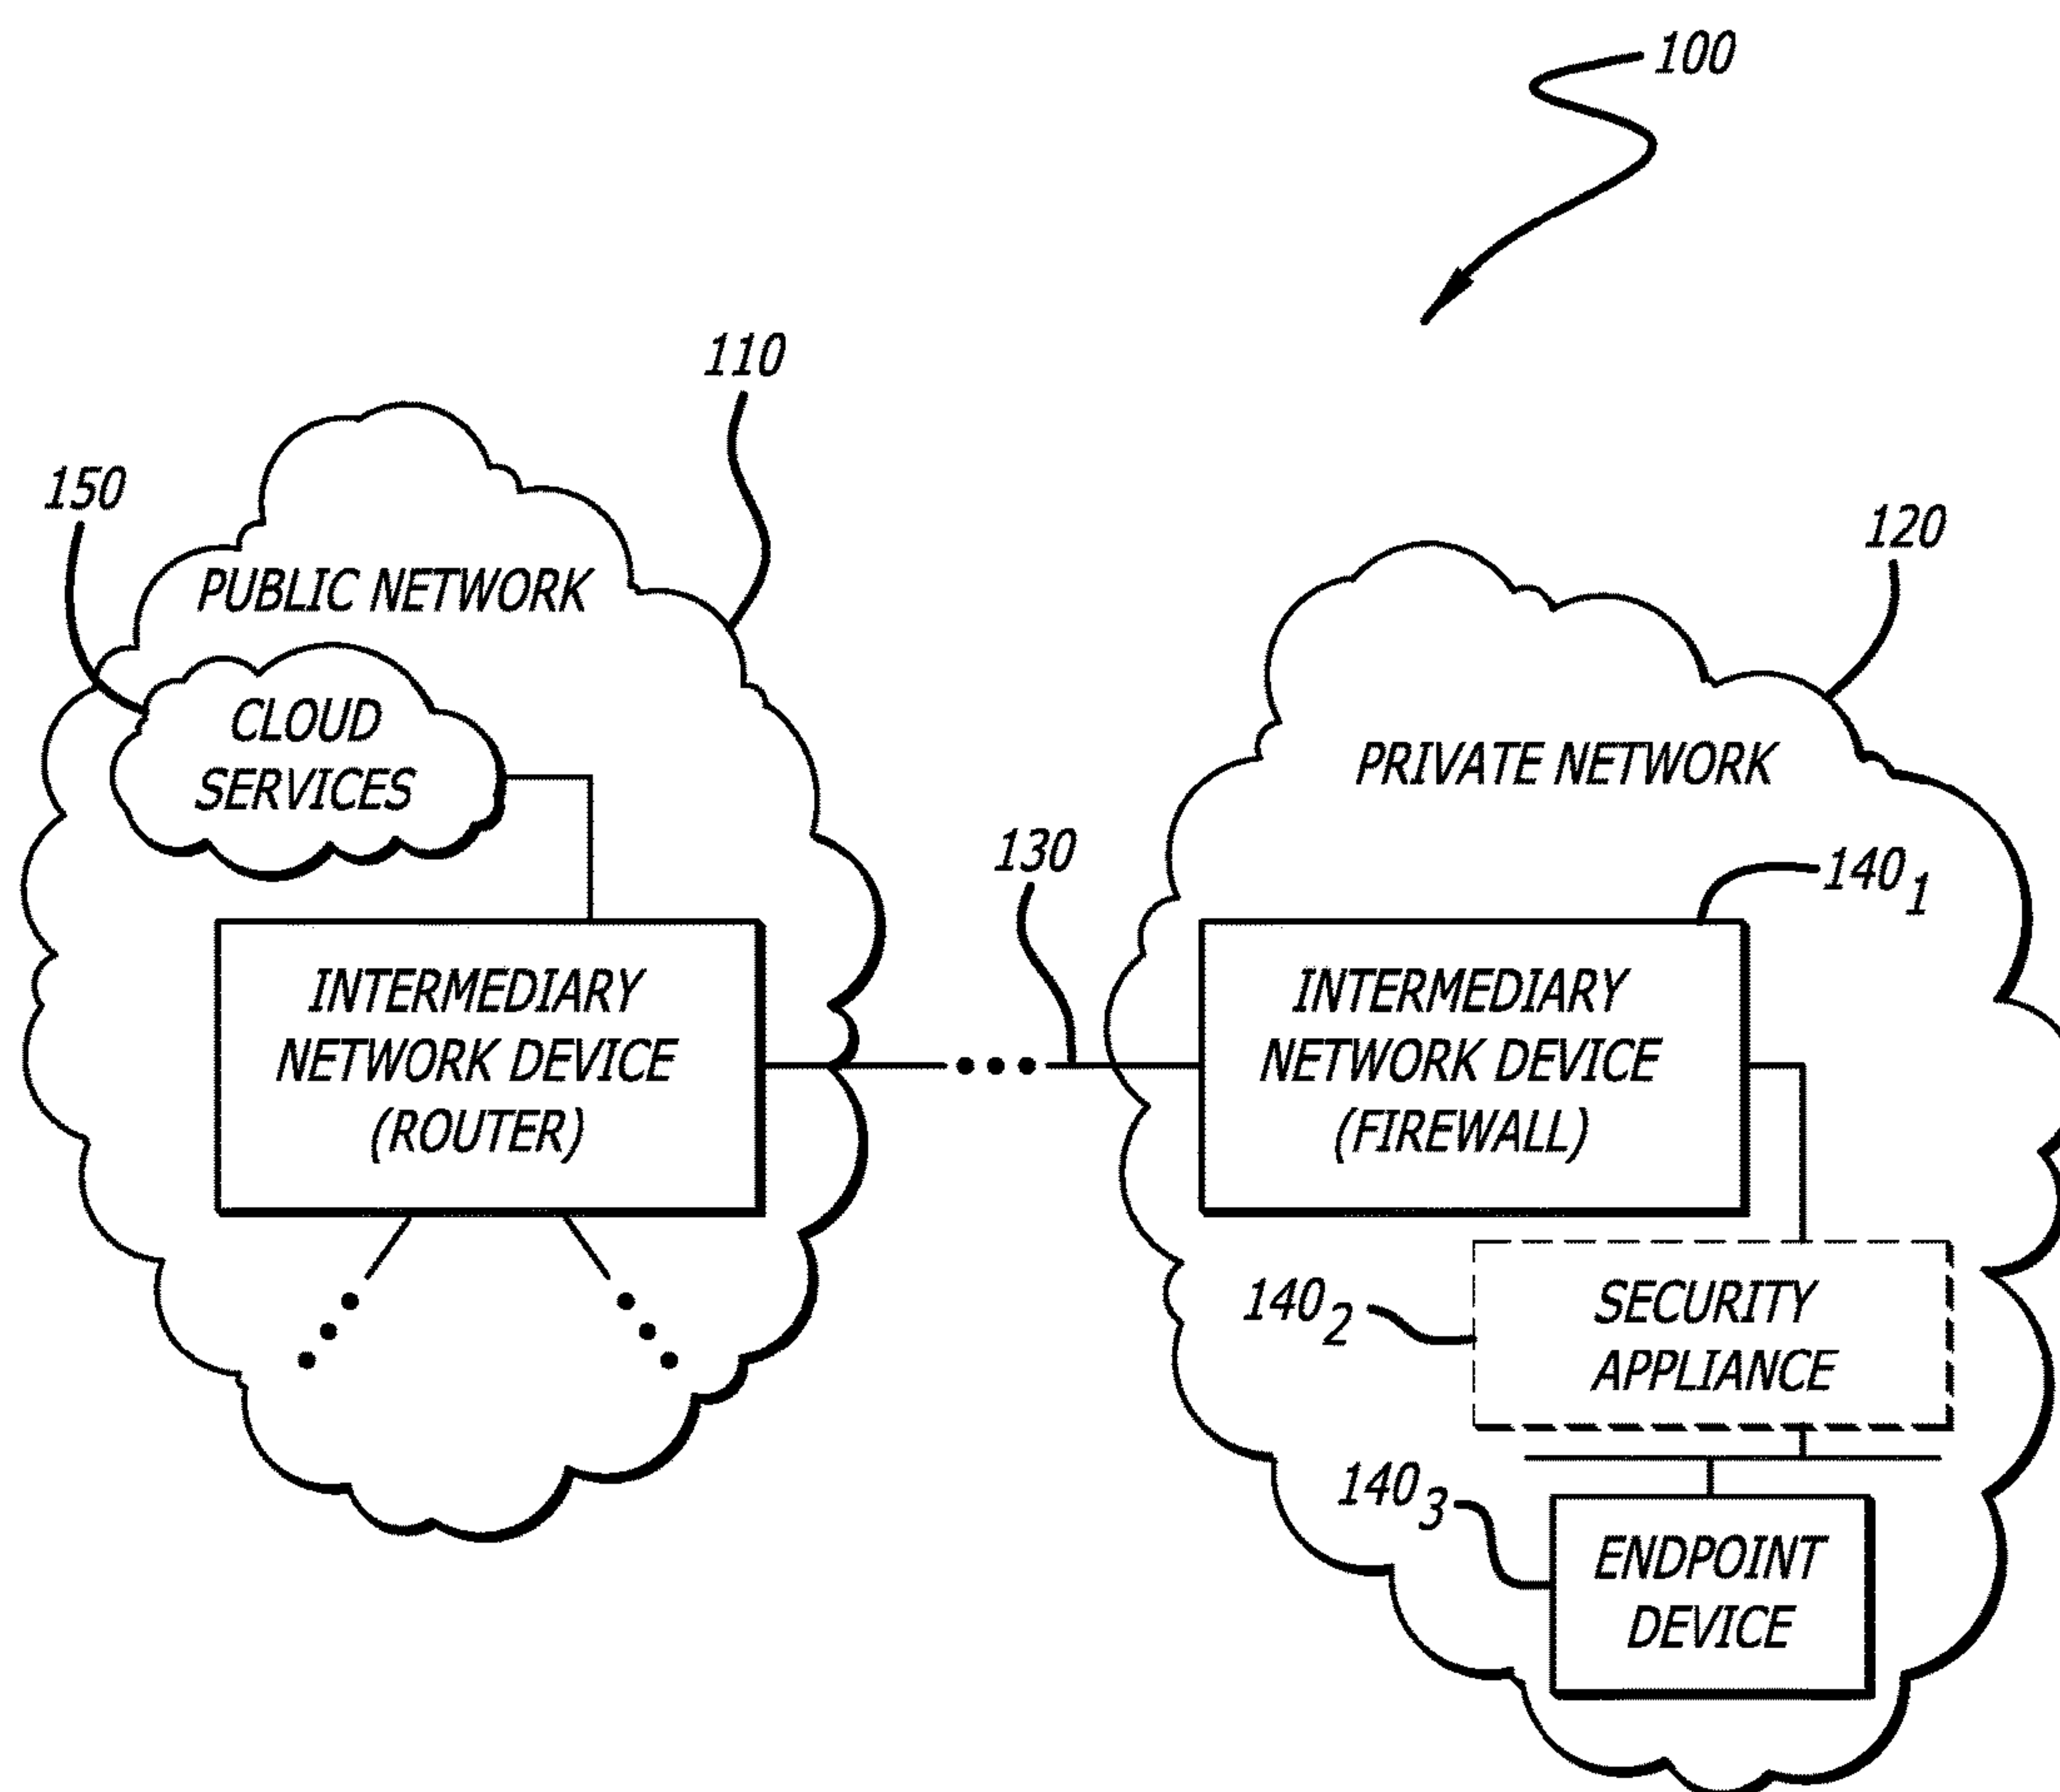 100
110
150
PUBLIC NETWORK
CLOUD
SERVICES
INTERMEDIARY
NETWORK DEVICE
(ROUTER)
130
120
PRIVATE NETWORK
140 1
INTERMEDIARY
NETWORK DEVICE
(FIREWALL)
140 2
SECURITY
APPLIANCE
140 3
ENDPOINT
DEVICE